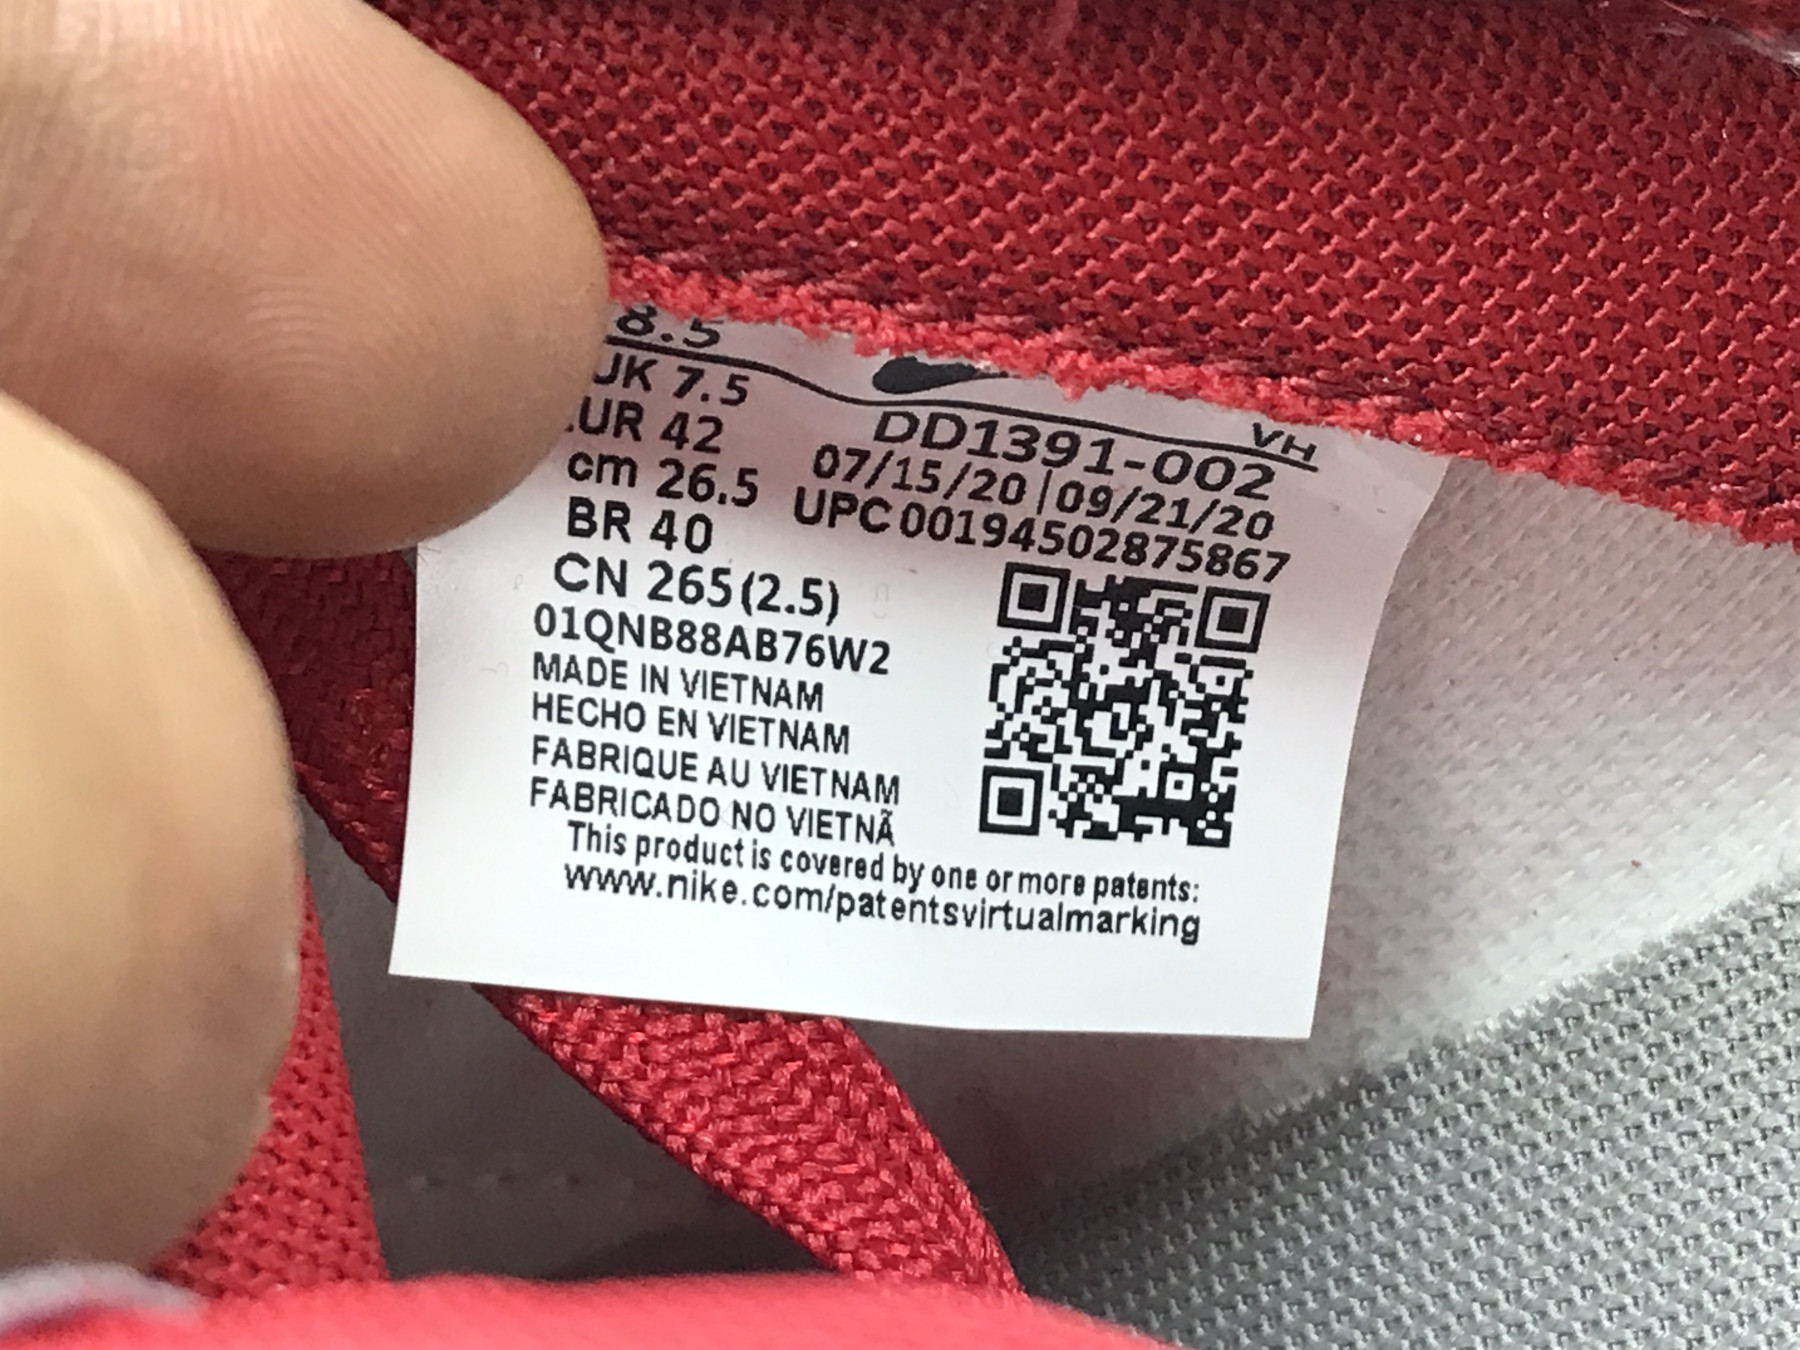 8.5
UK 7.5
VH
EUR 42
DD1391-002
cm 26.5
07/15/20 | 09/21/20
BR 40
UPC 00194502875867
CN 265 (2.5)
01QNB88AB76W2
MADE IN VIETNAM
HECHO EN VIETNAM
FABRIQUE AU VIETNAM
FABRICADO NO VIETNÃ
This product is covered by one or more patents:
www.nike.com/patentsvirtualmarking